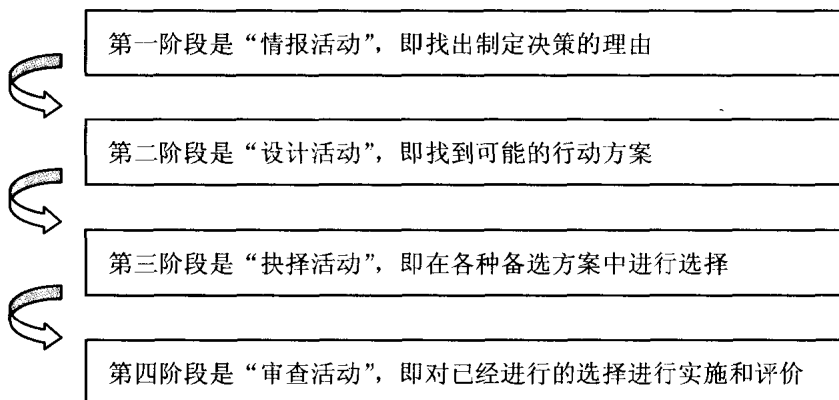 第一阶段是“情报活动”，即找出制定决策的理由
第二阶段是“设计活动”，即找到可能的行动方案
第三阶段是“抉择活动”，即在各种备选方案中进行选择
第四阶段是“审查活动”，即对已经进行的选择进行实施和评价